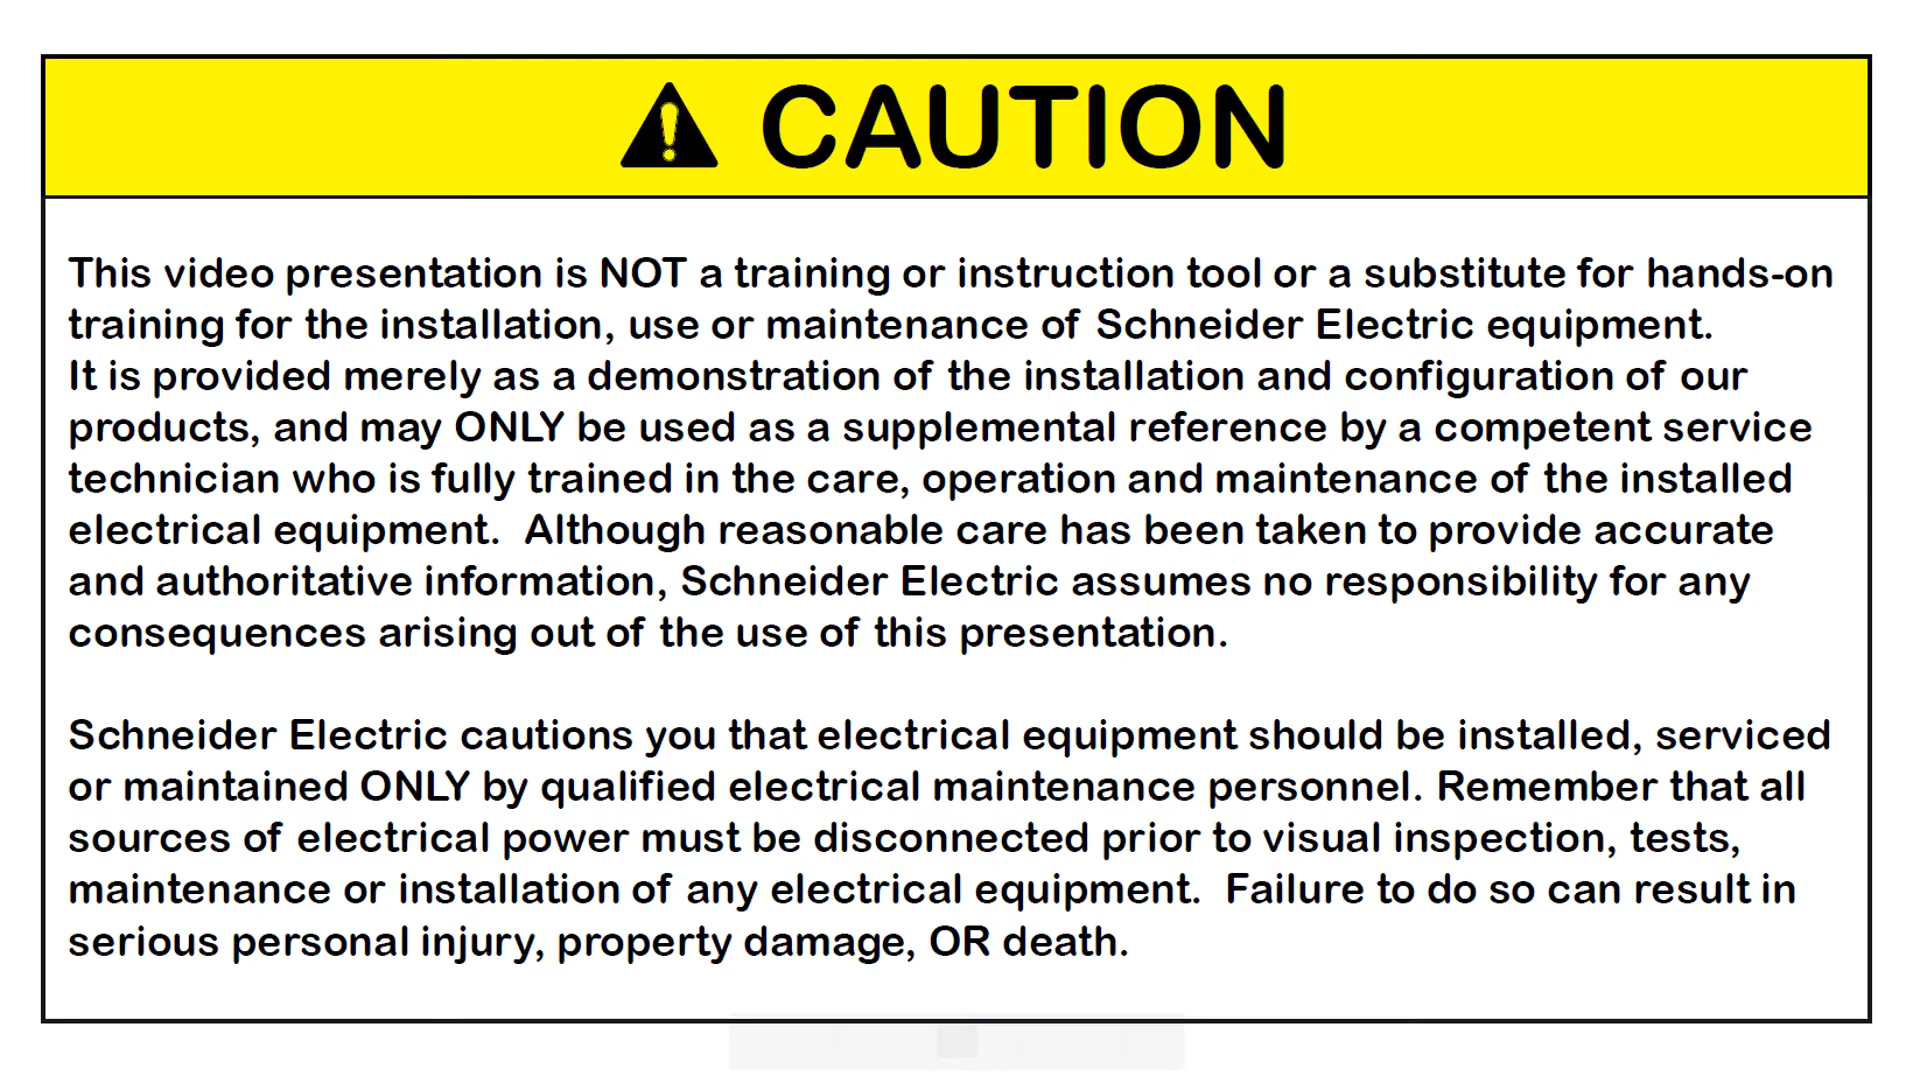 CAUTION
This video presentation is NOT a training or instruction tool or a substitute for hands-on
training for the installation, use or maintenance of Schneider Electric equipment.
It is provided merely as a demonstration of the installation and configuration of our
products, and may ONLY be used as a supplemental reference by a competent service
technician who is fully trained in the care, operation and maintenance of the installed
electrical equipment.  Although reasonable care has been taken to provide accurate
and authoritative information, Schneider Electric assumes no responsibility for any
consequences arising out of the use of this presentation.
Schneider Electric cautions you that electrical equipment should be installed, serviced
or maintained ONLY by qualified electrical maintenance personnel. Remember that all
sources of electrical power must be disconnected prior to visual inspection, tests,
maintenance or installation of any electrical equipment.  Failure to do so can result in
serious personal injury, property damage, OR death.